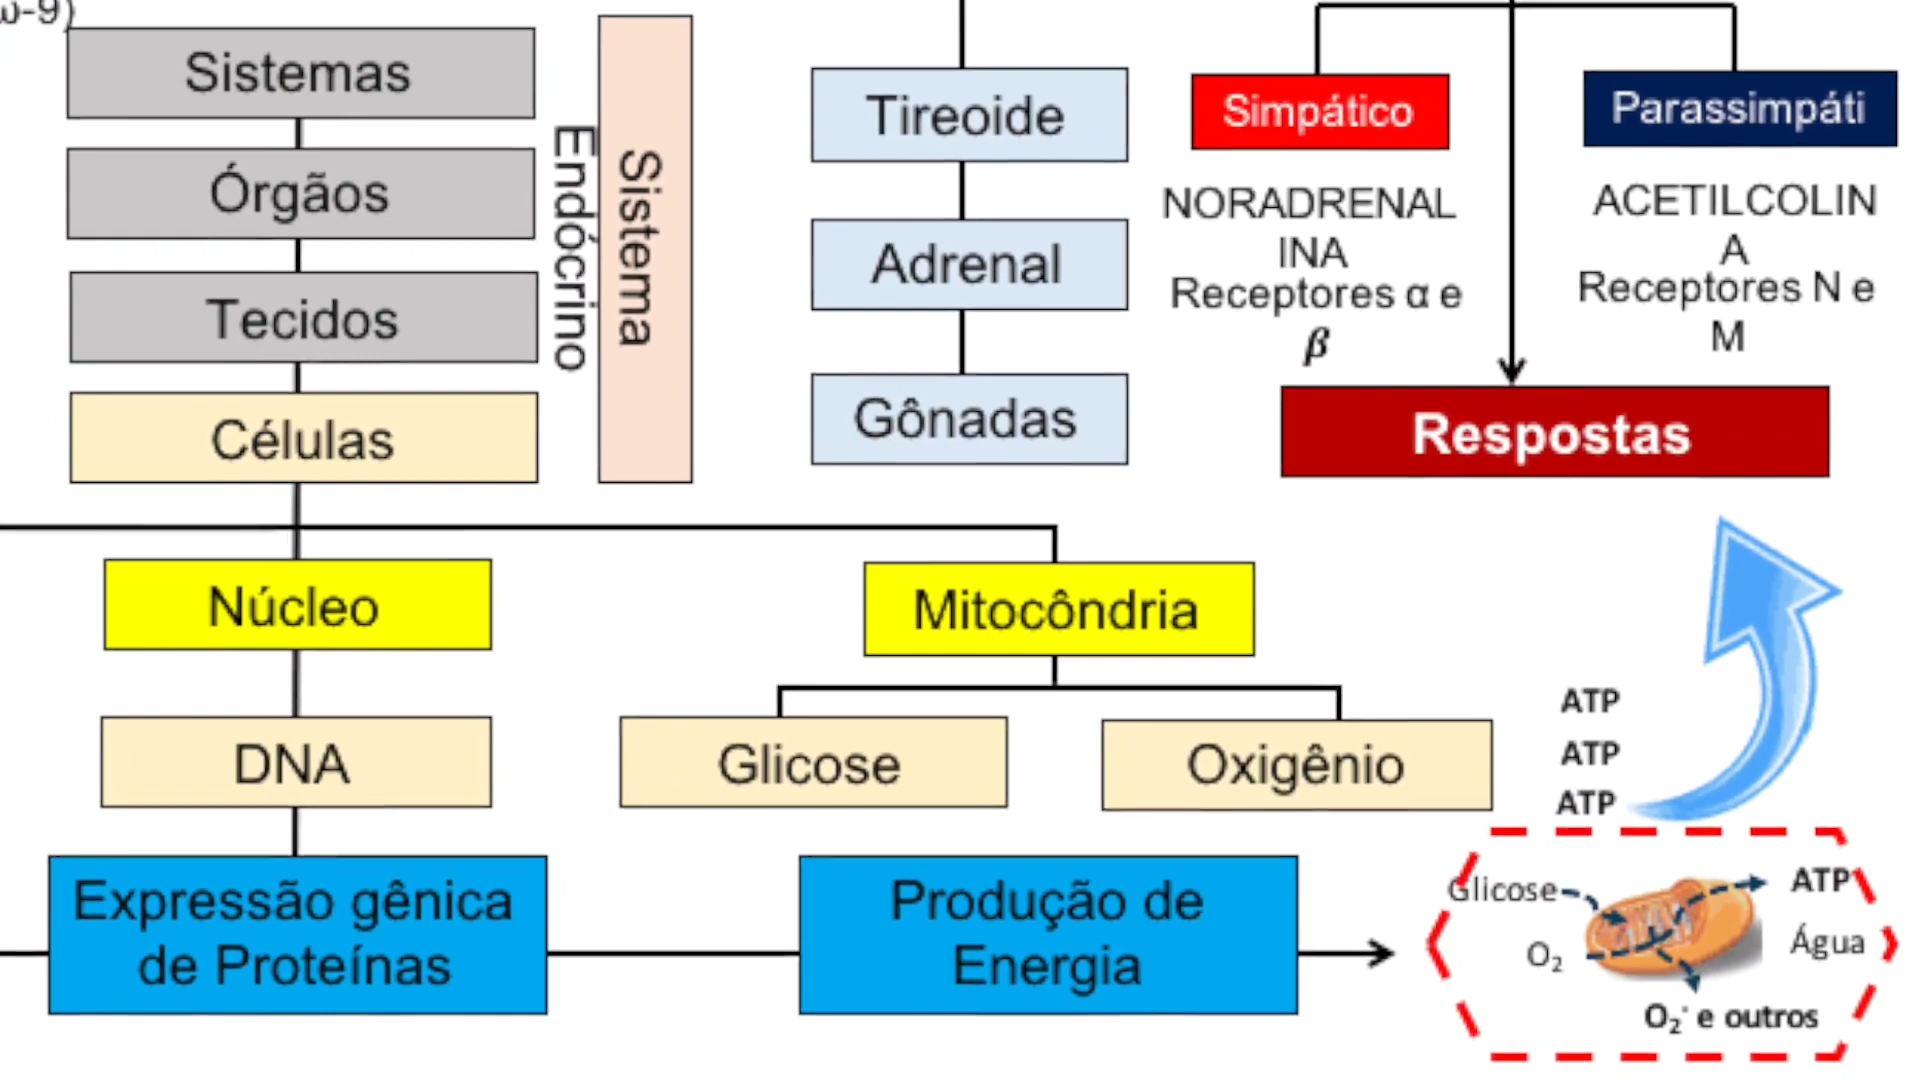 ω-9)
Sistemas
Órgãos
Tecidos
Células
Sistema
Endócrino
Tireoide
Adrenal
Gônadas
Simpático
NORADRENAL
INA
Receptores α e
β
Parassimpáti
ACETILCOLIN
A
Receptores N e
M
Respostas
Núcleo
Mitocôndria
DNA
Glicose
Oxigênio
Expressão gênica
de Proteínas
Produção de
Energia
ATP
ATP
ATP
Glicose
O₂
ATP
Água
O₂˙ e outros